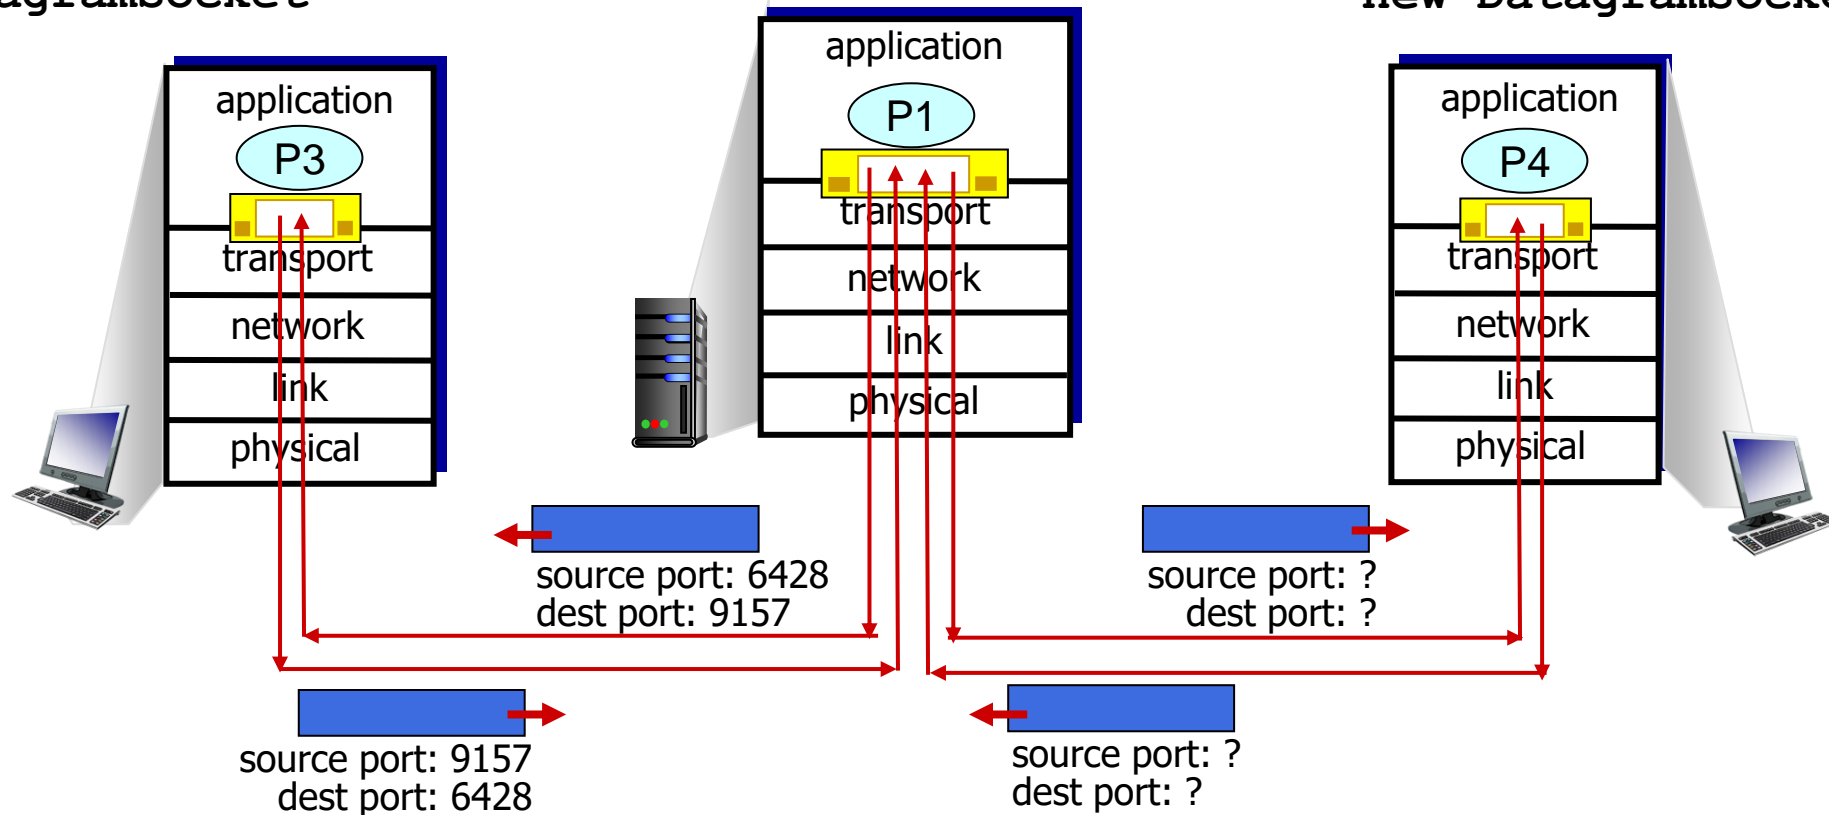 application
P3
transport
network
link
physical
application
P1
transport
network
link
physical
application
P4
transport
network
link
physical
source port: 6428
dest port: 9157
source port: ?
dest port: ?
source port: 9157
dest port: 6428
source port: ?
dest port: ?